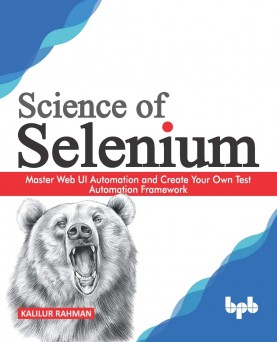 Science of
Selenium
Master Web UI Automation and Create Your Own Test
Automation Framework
KALILUR RAHMAN
bpb